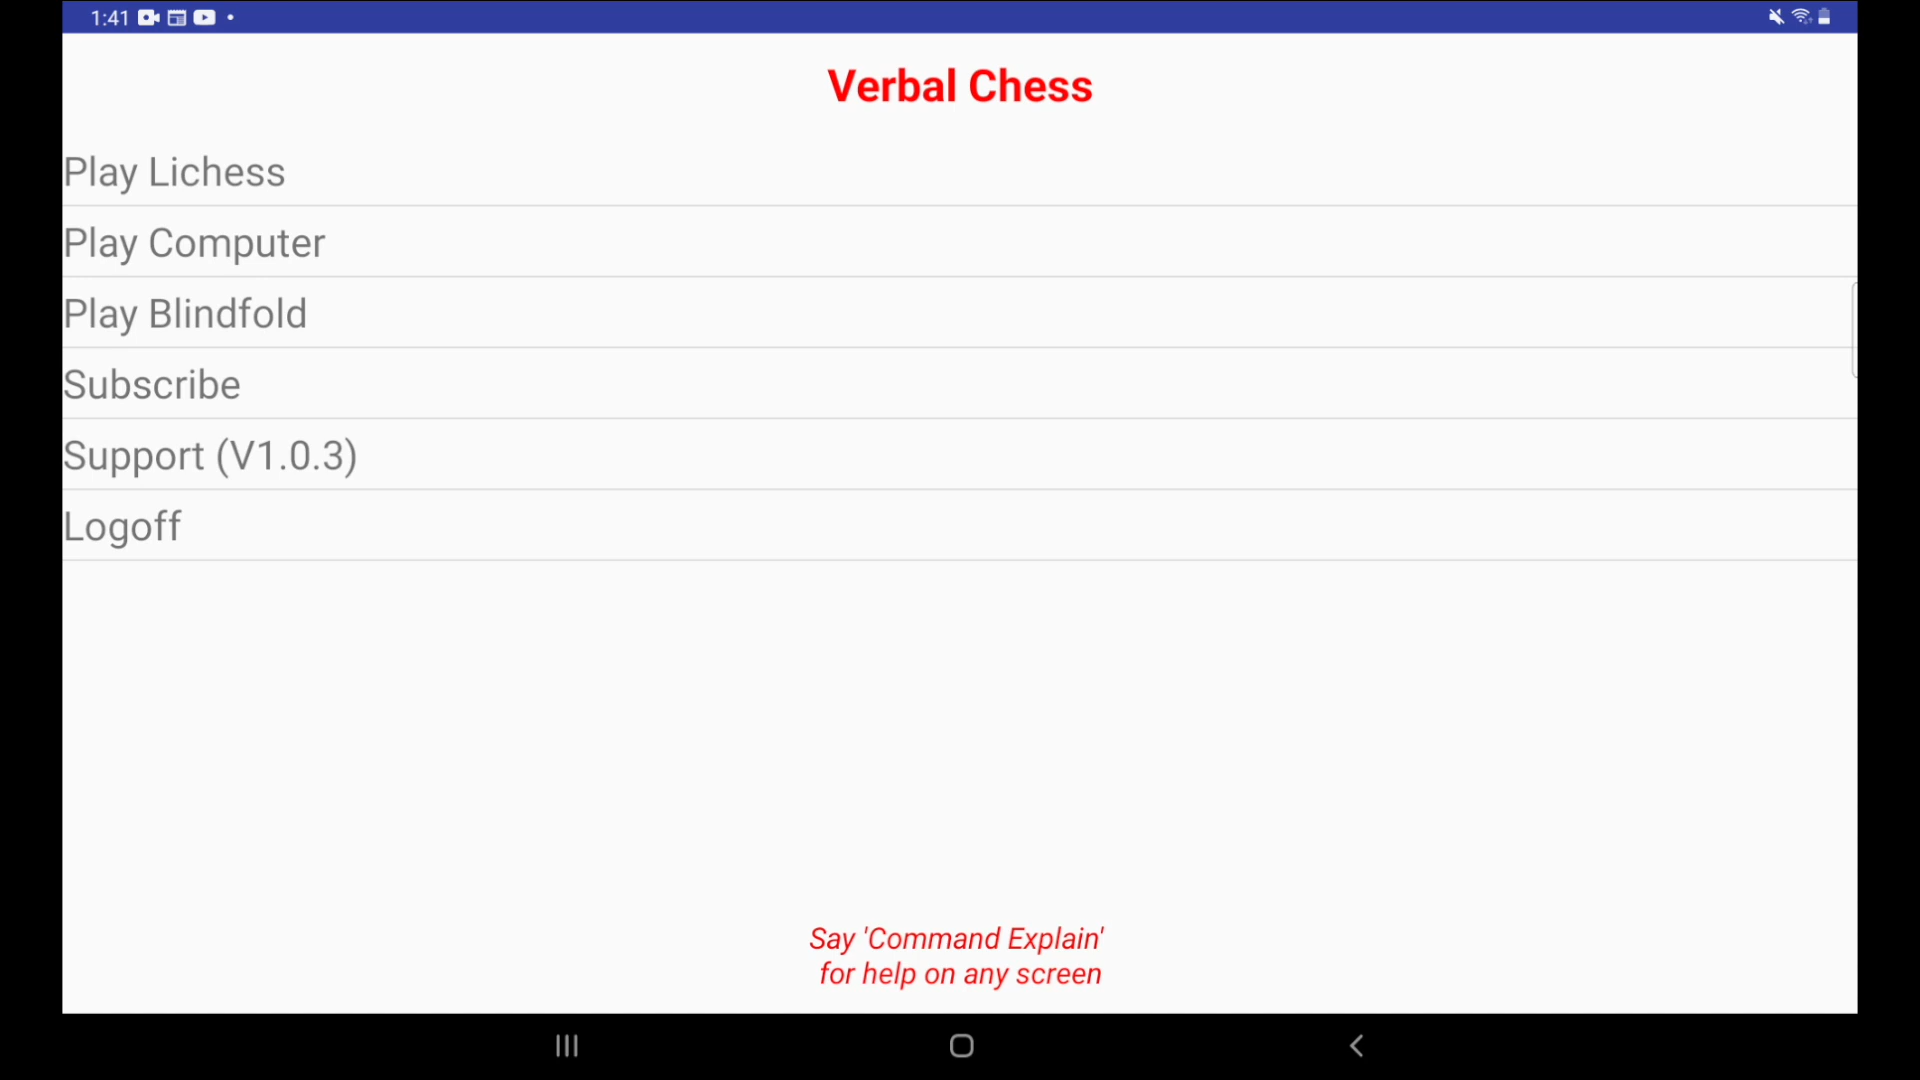 1:41
Verbal Chess
Play Lichess
Play Computer
Play Blindfold
Subscribe
Support (V1.0.3)
Logoff
Say 'Command Explain'
for help on any screen